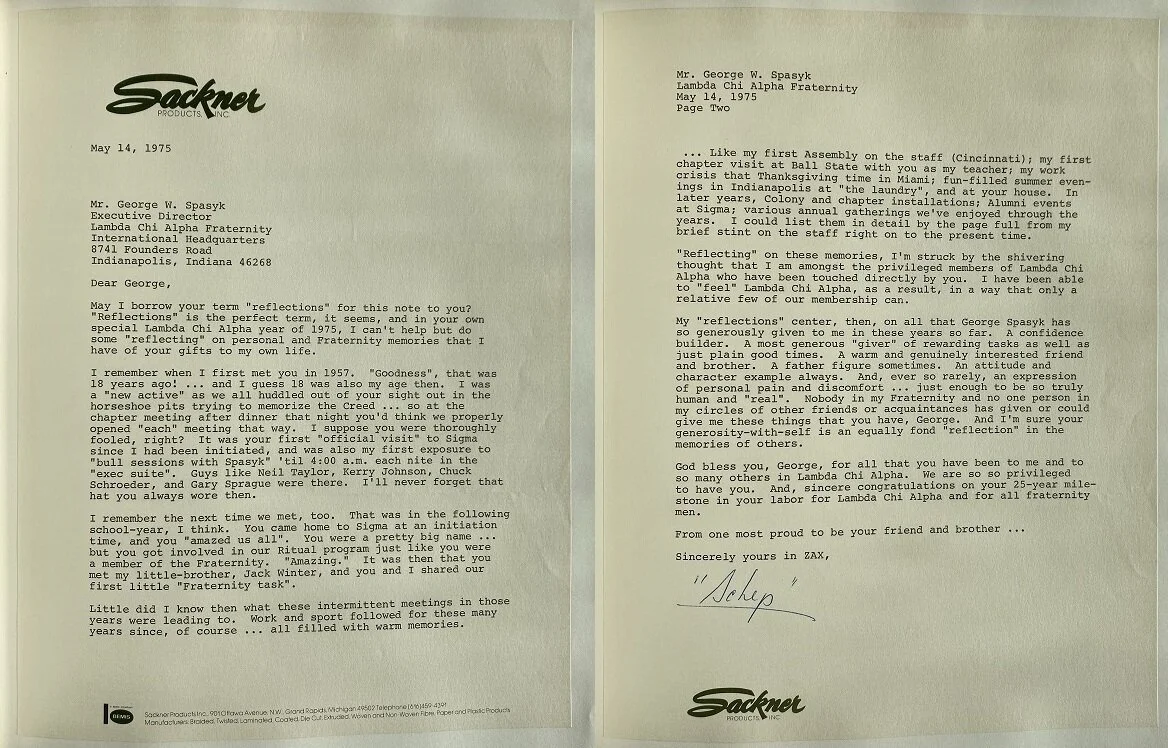 Sackner
PRODUCTS, INC
May 14, 1975
Mr. George W. Spasyk
Executive Director
Lambda Chi Alpha Fraternity
International Headquarters
8741 Founders Road
Indianapolis, Indiana 46268
Dear George,
May I borrow your term "reflections" for this note to you?
"Reflections" is the perfect term, it seems, and in your own
special Lambda Chi Alpha year of 1975, I can't help but do
some "reflecting" on personal and Fraternity memories that I
have of your gifts to my own life.
I remember when I first met you in 1957. "Goodness", that was
18 years ago! ... and I guess 18 was also my age then. I was
a "new active" as we all huddled out of your sight out in the
horseshoe pits trying to memorize the Creed ... so at the
chapter meeting after dinner that night you'd think we properly
opened "each" meeting that way. I suppose you were thoroughly
fooled, right? It was your first "official visit" to Sigma
since I had been initiated, and was also my first exposure to
"bull sessions with Spasyk" 'til 4:00 a.m. each nite in the
"exec suite". Guys like Neil Taylor, Kerry Johnson, Chuck
Schroeder, and Gary Sprague were there. I'll never forget that
hat you always wore then.
I remember the next time we met, too. That was in the following
school-year, I think. You came home to Sigma at an initiation
time, and you "amazed us all". You were a pretty big name ...
but you got involved in our Ritual program just like you were
a member of the Fraternity. "Amazing." It was then that you
met my little-brother, Jack Winter, and you and I shared our
first little "Fraternity task".
Little did I know then what these intermittent meetings in those
years were leading to. Work and sport followed for these many
years since, of course ... all filled with warm memories.
BEMIS
Sackner Products Inc., 901 Ottawa Avenue, N.W., Grand Rapids, Michigan 49502 Telephone (616) 459-4391
Manufacturers: Braided, Twisted, Laminated, Coated, Die Cut, Extruded, Woven and Non-Woven Fibre, Paper and Plastic Products
Mr. George W. Spasyk
Lambda Chi Alpha Fraternity
May 14, 1975
Page Two
... Like my first Assembly on the staff (Cincinnati); my first
chapter visit at Ball State with you as my teacher; my work
crisis that Thanksgiving time in Miami; fun-filled summer even-
ings in Indianapolis at "the laundry", and at your house. In
later years, Colony and chapter installations; Alumni events
at Sigma; various annual gatherings we've enjoyed through the
years. I could list them in detail by the page full from my
brief stint on the staff right on to the present time.
"Reflecting" on these memories, I'm struck by the shivering
thought that I am amongst the privileged members of Lambda Chi
Alpha who have been touched directly by you. I have been able
to "feel" Lambda Chi Alpha, as a result, in a way that only a
relative few of our membership can.
My "reflections" center, then, on all that George Spasyk has
so generously given to me in these years so far. A confidence
builder. A most generous "giver" of rewarding tasks as well as
just plain good times. A warm and genuinely interested friend
and brother. A father figure sometimes. An attitude and
character example always. And, ever so rarely, an expression
of personal pain and discomfort ... just enough to be so truly
human and "real". Nobody in my Fraternity and no one person in
my circles of other friends or acquaintances has given or could
give me these things that you have, George. And I'm sure your
generosity-with-self is an equally fond "reflection" in the
memories of others.
God bless you, George, for all that you have been to me and to
so many others in Lambda Chi Alpha. We are so so privileged
to have you. And, sincere congratulations on your 25-year mile-
stone in your labor for Lambda Chi Alpha and for all fraternity
men.
From one most proud to be your friend and brother ...
Sincerely yours in ZAX,
"Schep"
Sackner
PRODUCTS, INC